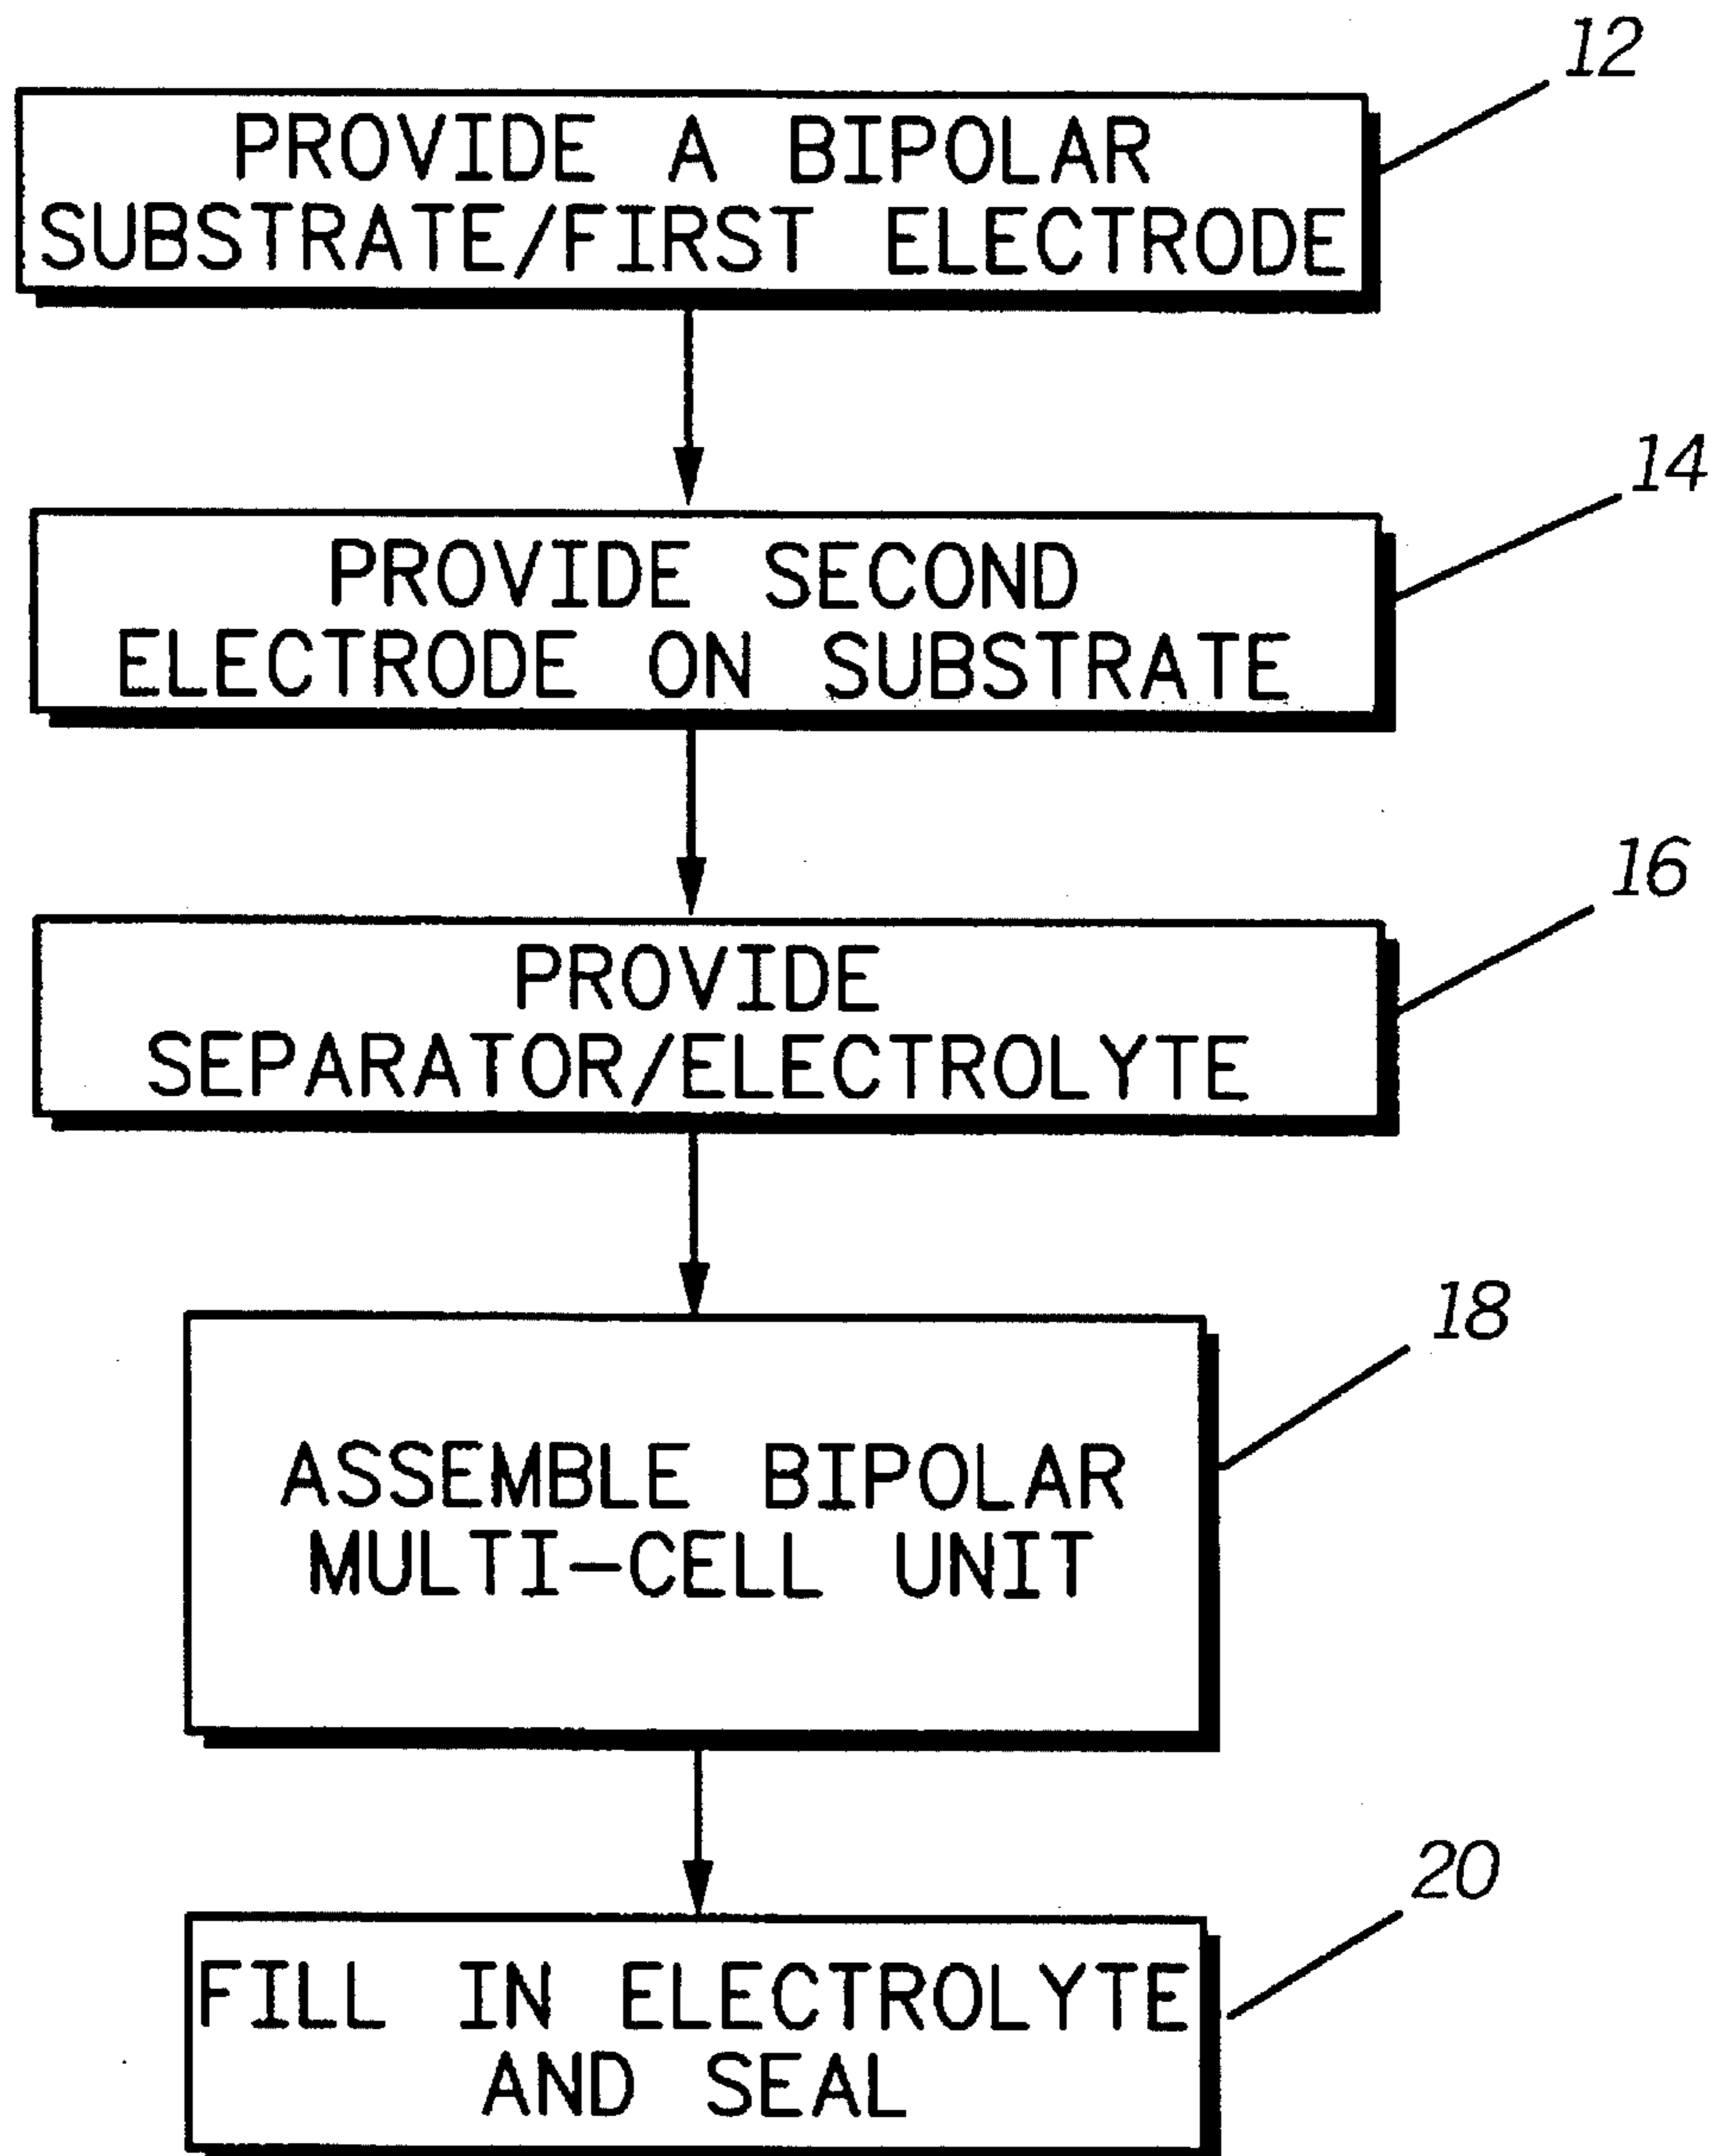 12
PROVIDE A BIPOLAR
SUBSTRATE/FIRST ELECTRODE
14
PROVIDE SECOND
ELECTRODE ON SUBSTRATE
16
PROVIDE
SEPARATOR/ELECTROLYTE
18
ASSEMBLE BIPOLAR
MULTI-CELL UNIT
20
FILL IN ELECTROLYTE
AND SEAL